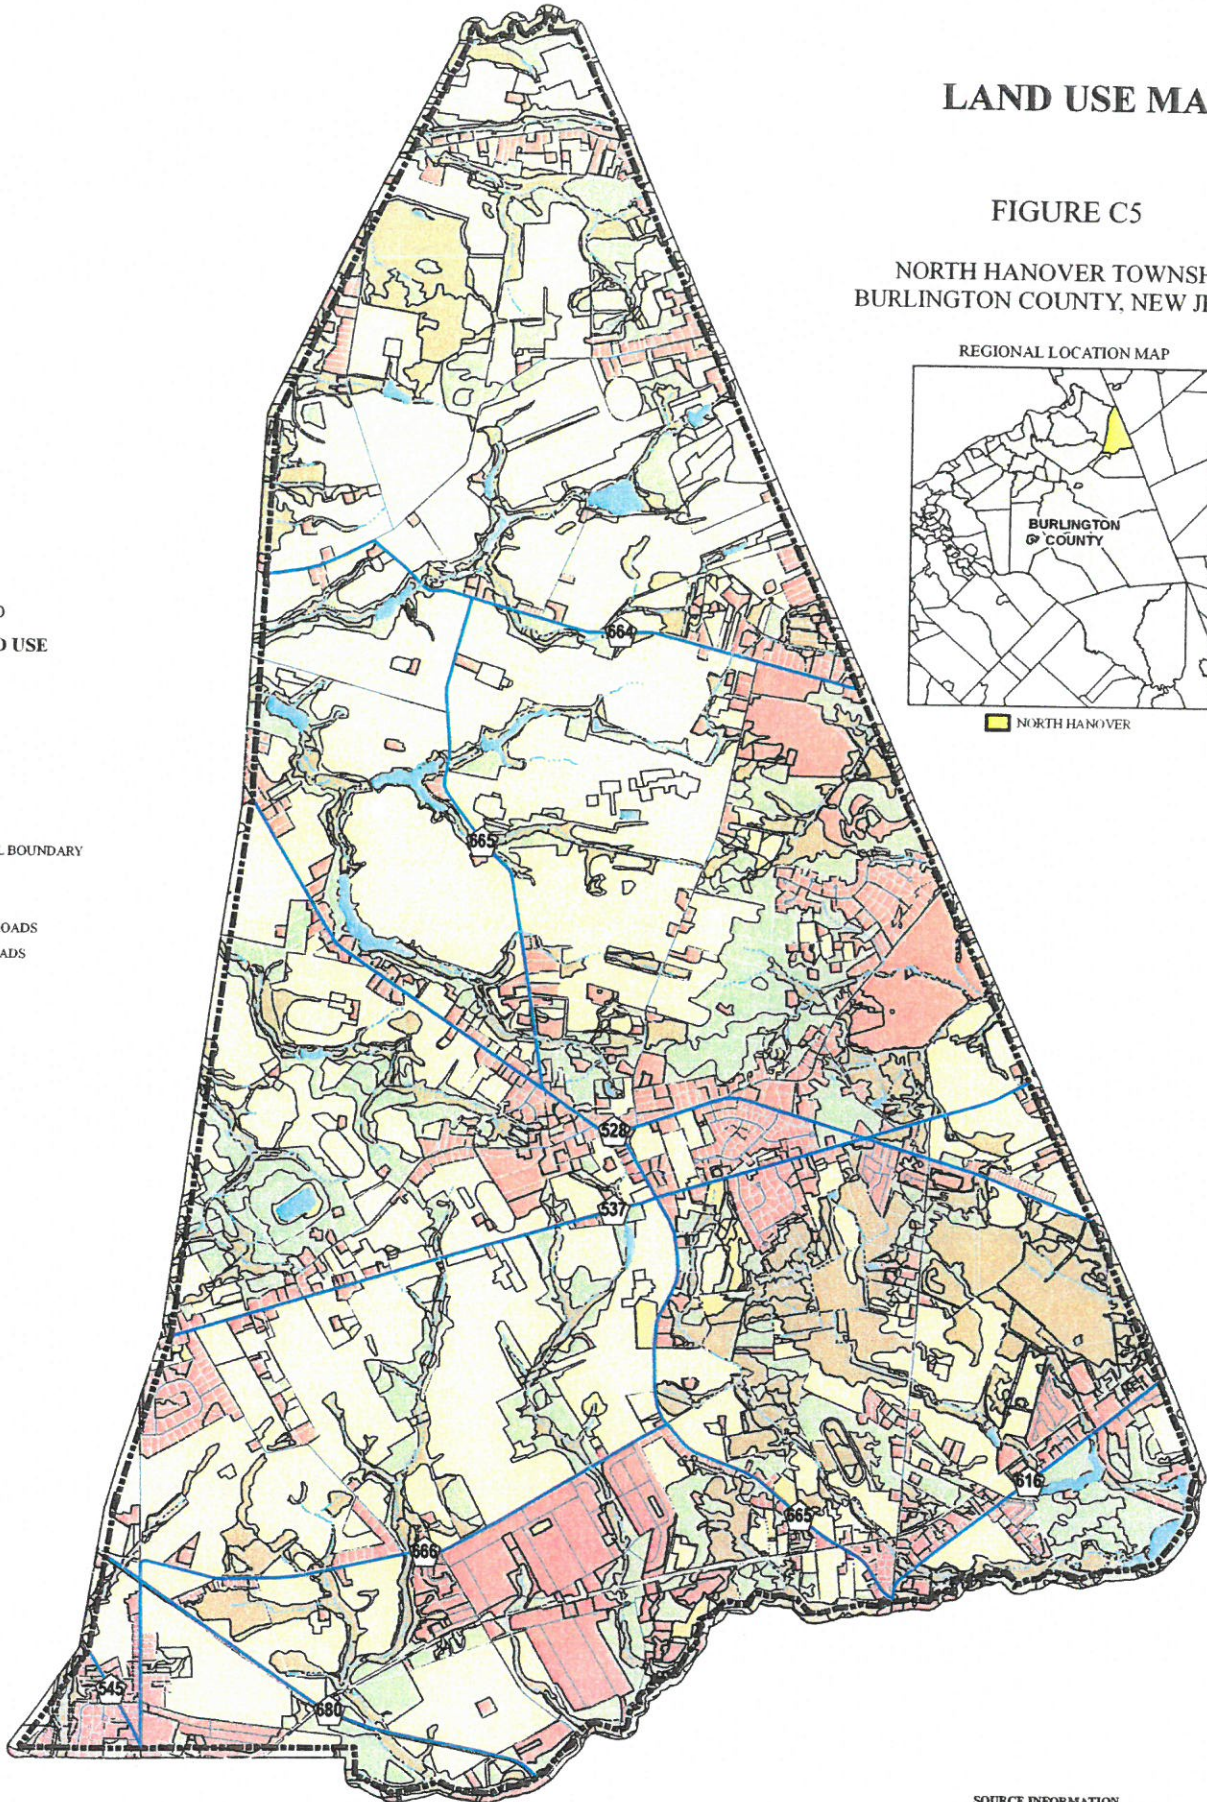 LAND USE MA
FIGURE C5
NORTH HANOVER TOWNSH
BURLINGTON COUNTY, NEW JE
REGIONAL LOCATION MAP
BURLINGTON
COUNTY
NORTH HANOVER
D USE
L BOUNDARY
OADS
ADS
664
665
528
537
616
665
666
545
680
SOURCE INFORMATION